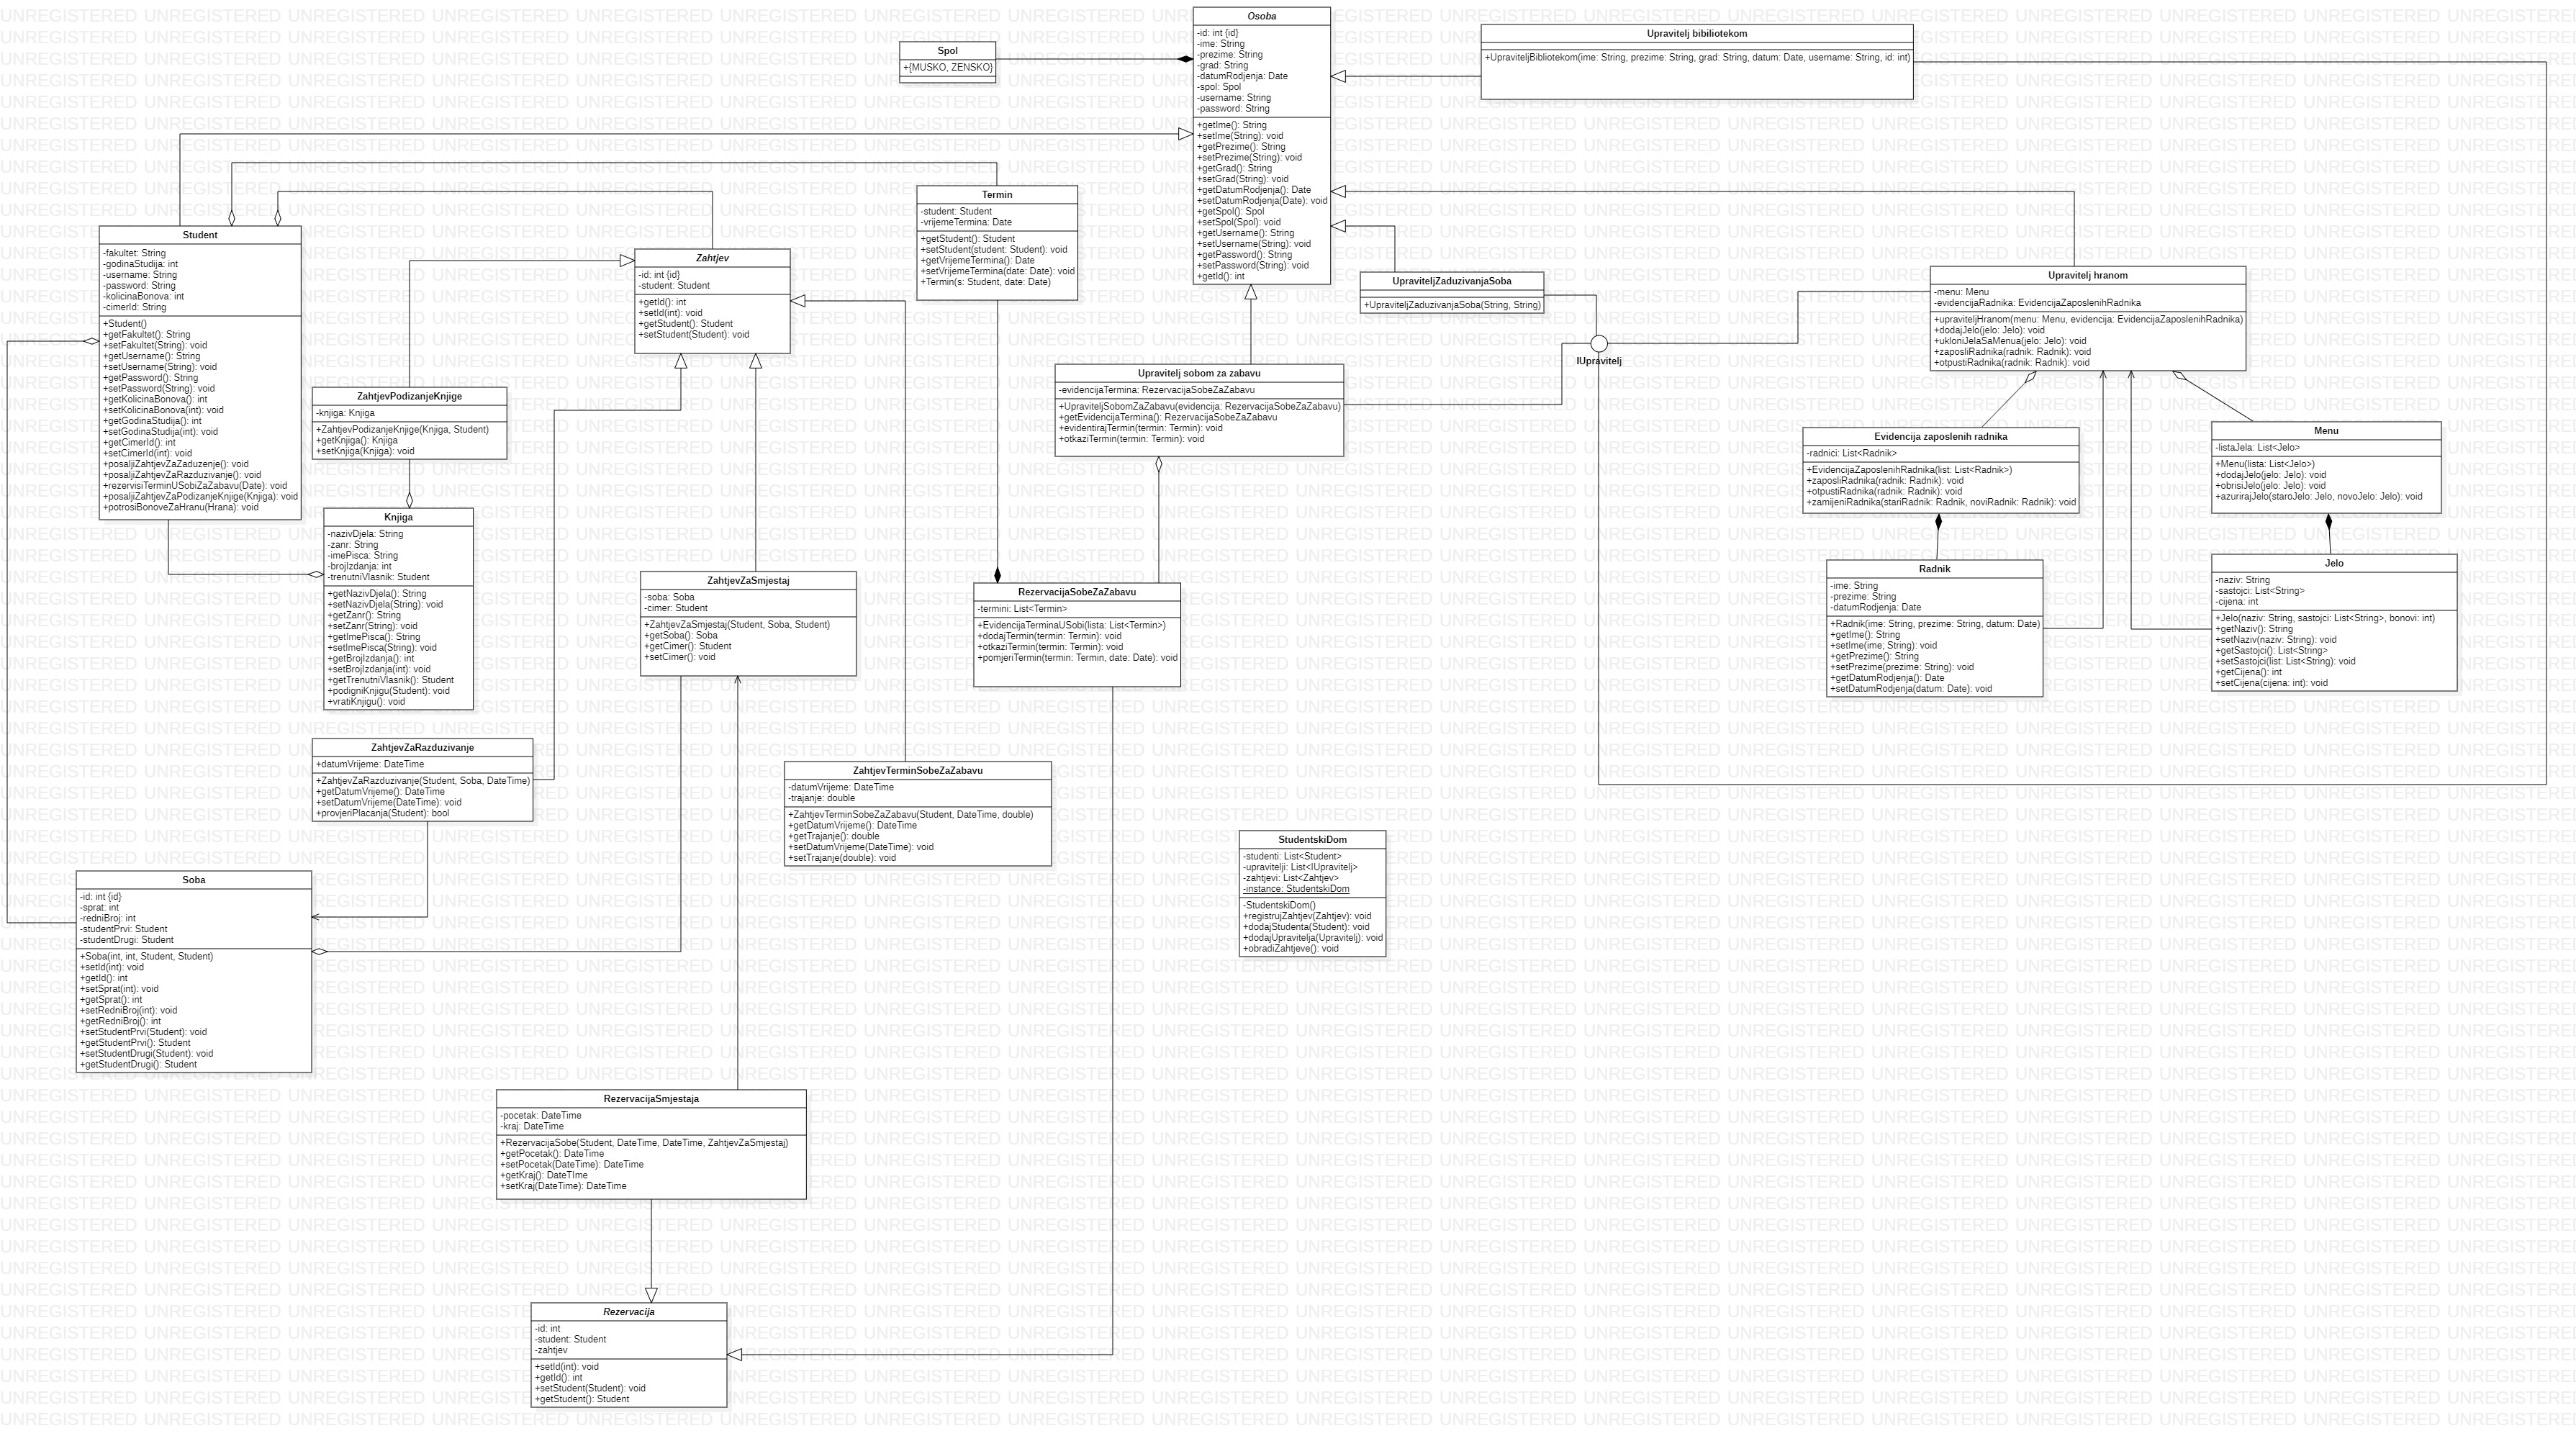 Osoba
-id: int {id}
-ime: String
-prezime: String
-grad: String
-datumRodjenja: Date
-spol: Spol
-username: String
-password: String
+getIme(): String
+setIme(String): void
+getPrezime(): String
+setPrezime(String): void
+getGrad(): String
+setGrad(String): void
+getDatumRodjenja(): Date
+setDatumRodjenja(Date): void
+getSpol(): Spol
+setSpol(Spol): void
+getUsername(): String
+setUsername(String): void
+getPassword(): String
+setPassword(String): void
+getId(): int
Spol
+{MUSKO, ZENSKO}
Upravitelj bibiliotekom
+UpraviteljBibliotekom(ime: String, prezime: String, grad: String, datum: Date, username: String, id: int)
Termin
-student: Student
-vrijemeTermina: Date
+getStudent(): Student
+setStudent(student: Student): void
+getVrijemeTermina(): Date
+setVrijemeTermina(date: Date): void
+Termin(s: Student, date: Date)
Student
-fakultet: String
-godinaStudija: int
-username: String
-password: String
-kolicinaBonova: int
-cimerId: String
+Student()
+getFakultet(): String
+setFakultet(String): void
+getUsername(): String
+setUsername(String): void
+getPassword(): String
+setPassword(String): void
+getKolicinaBonova(): int
+setKolicinaBonova(int): void
+getGodinaStudija(): int
+setGodinaStudija(int): void
+getCimerId(): int
+setCimerId(int): void
+posaljiZahtjevZaZaduzenje(): void
+posaljiZahtjevZaRazduzivanje(): void
+rezervisiTerminUSobiZaZabavu(Date): void
+posaljiZahtjevZaPodizanjeKnjige(Knjiga): void
+potrosiBonoveZaHranu(Hrana): void
Zahtjev
-id: int {id}
-student: Student
+getId(): int
+setId(int): void
+getStudent(): Student
+setStudent(Student): void
UpraviteljZaduzivanjaSoba
+UpraviteljZaduzivanjaSoba(String, String)
IUpravitelj
Upravitelj hranom
-menu: Menu
-evidencijaRadnika: EvidencijaZaposlenihRadnika
+upraviteljHranom(menu: Menu, evidencija: EvidencijaZaposlenihRadnika)
+dodajJelo(jelo: Jelo): void
+ukloniJelaSaMenua(jelo: Jelo): void
+zaposliRadnika(radnik: Radnik): void
+otpustiRadnika(radnik: Radnik): void
Upravitelj sobom za zabavu
-evidencijaTermina: RezervacijaSobeZaZabavu
+UpraviteljSobomZaZabavu(evidencija: RezervacijaSobeZaZabavu)
+getEvidencijaTermina(): RezervacijaSobeZaZabavu
+evidentirajTermin(termin: Termin): void
+otkaziTermin(termin: Termin): void
ZahtjevPodizanjeKnjige
-knjiga: Knjiga
+ZahtjevPodizanjeKnjige(Knjiga, Student)
+getKnjiga(): Knjiga
+setKnjiga(Knjiga): void
Evidencija zaposlenih radnika
-radnici: List<Radnik>
+EvidencijaZaposlenihRadnika(list: List<Radnik>)
+zaposliRadnika(radnik: Radnik): void
+otpustiRadnika(radnik: Radnik): void
+zamijeniRadnika(stariRadnik: Radnik, noviRadnik: Radnik): void
Menu
-listaJela: List<Jelo>
+Menu(lista: List<Jelo>)
+dodajJelo(jelo: Jelo): void
+obrisiJelo(jelo: Jelo): void
+azurirajJelo(staroJelo: Jelo, novoJelo: Jelo): void
Knjiga
-nazivDjela: String
-zanr: String
-imePisca: String
-brojIzdanja: int
-trenutniVlasnik: Student
+getNazivDjela(): String
+setNazivDjela(String): void
+getZanr(): String
+setZanr(String): void
+getImePisca(): String
+setImePisca(String): void
+getBrojIzdanja(): int
+setBrojIzdanja(int): void
+getTrenutniVlasnik(): Student
+podigniKnjigu(Student): void
+vratiKnjigu(): void
ZahtjevZaSmjestaj
-soba: Soba
-cimer: Student
+ZahtjevZaSmjestaj(Student, Soba, Student)
+getSoba(): Soba
+getCimer(): Student
+setCimer(): void
RezervacijaSobeZaZabavu
-termini: List<Termin>
+EvidencijaTerminaUSobi(lista: List<Termin>)
+dodajTermin(termin: Termin): void
+otkaziTermin(termin: Termin): void
+pomjeriTermin(termin: Termin, date: Date): void
Radnik
-ime: String
-prezime: String
-datumRodjenja: Date
+Radnik(ime: String, prezime: String, datum: Date)
+getIme(): String
+setIme(ime; String): void
+getPrezime(): String
+setPrezime(prezime: String): void
+getDatumRodjenja(): Date
+setDatumRodjenja(datum: Date): void
Jelo
-naziv: String
-sastojci: List<String>
-cijena: int
+Jelo(naziv: String, sastojci: List<String>, bonovi: int)
+getNaziv(): String
+setNaziv(naziv: String): void
+getSastojci(): List<String>
+setSastojci(list: List<String): void
+getCijena(): int
+setCijena(cijena: int): void
ZahtjevZaRazduzivanje
+datumVrijeme: DateTime
+ZahtjevZaRazduzivanje(Student, Soba, DateTime)
+getDatumVrijeme(): DateTime
+setDatumVrijeme(DateTime): void
+provjeriPlacanja(Student): bool
ZahtjevTerminSobeZaZabavu
-datumVrijeme: DateTime
-trajanje: double
+ZahtjevTerminSobeZaZabavu(Student, DateTime, double)
+getDatumVrijeme(): DateTime
+getTrajanje(): double
+setDatumVrijeme(DateTime): void
+setTrajanje(double): void
StudentskiDom
-studenti: List<Student>
-upravitelji: List<IUpravitelj>
-zahtjevi: List<Zahtjev>
-instance: StudentskiDom
-StudentskiDom()
+registrujZahtjev(Zahtjev): void
+dodajStudenta(Student): void
+dodajUpravitelja(Upravitelj): void
+obradiZahtjeve(): void
Soba
-id: int {id}
-sprat: int
-redniBroj: int
-studentPrvi: Student
-studentDrugi: Student
+Soba(int, int, Student, Student)
+setId(int): void
+getId(): int
+setSprat(int): void
+getSprat(): int
+setRedniBroj(int): void
+getRedniBroj(): int
+setStudentPrvi(Student): void
+getStudentPrvi(): Student
+setStudentDrugi(Student): void
+getStudentDrugi(): Student
RezervacijaSmjestaja
-pocetak: DateTime
-kraj: DateTime
+RezervacijaSobe(Student, DateTime, DateTime, ZahtjevZaSmjestaj)
+getPocetak(): DateTime
+setPocetak(DateTime): DateTime
+getKraj(): DateTIme
+setKraj(DateTime): DateTime
Rezervacija
-id: int
-student: Student
-zahtjev
+setId(int): void
+getId(): int
+setStudent(Student): void
+getStudent(): Student